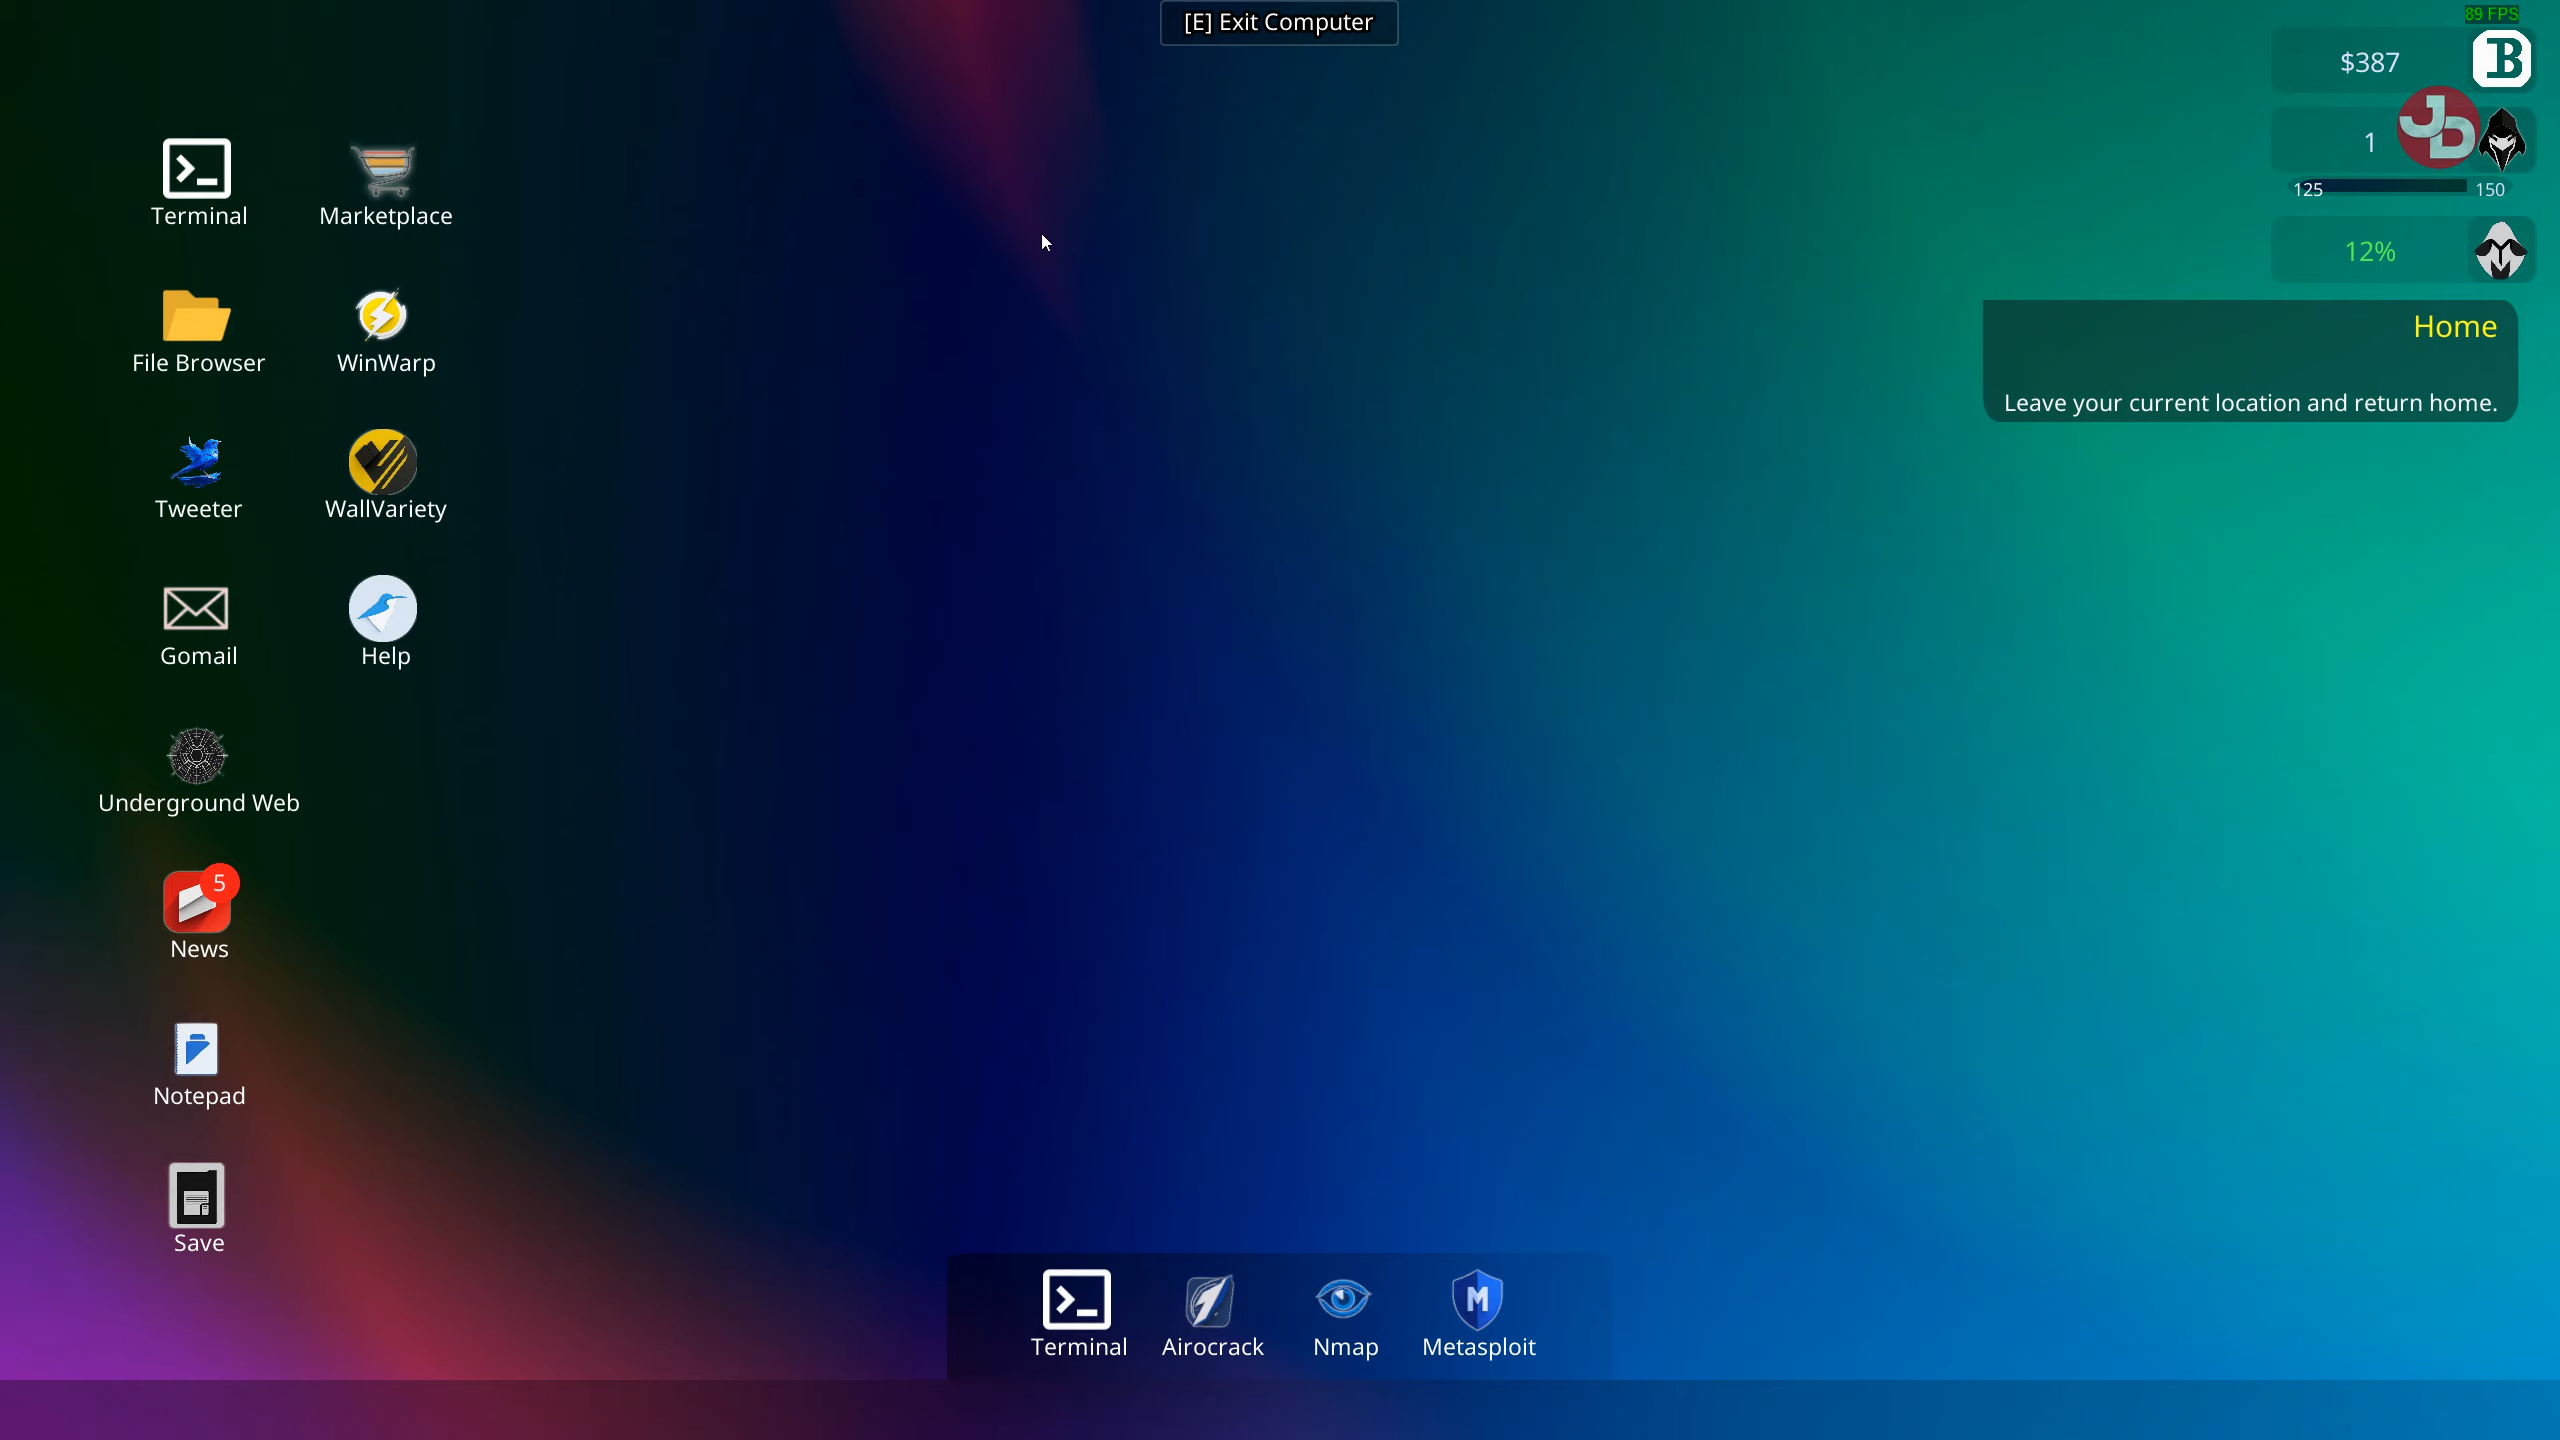 [E] Exit Computer
89 FPS
$387
B
JD
1
125
150
12%
Home
Leave your current location and return home.
Terminal
Marketplace
File Browser
WinWarp
Tweeter
WallVariety
Gomail
Help
Underground Web
5
News
Notepad
Save
M
Terminal
Airocrack
Nmap
Metasploit